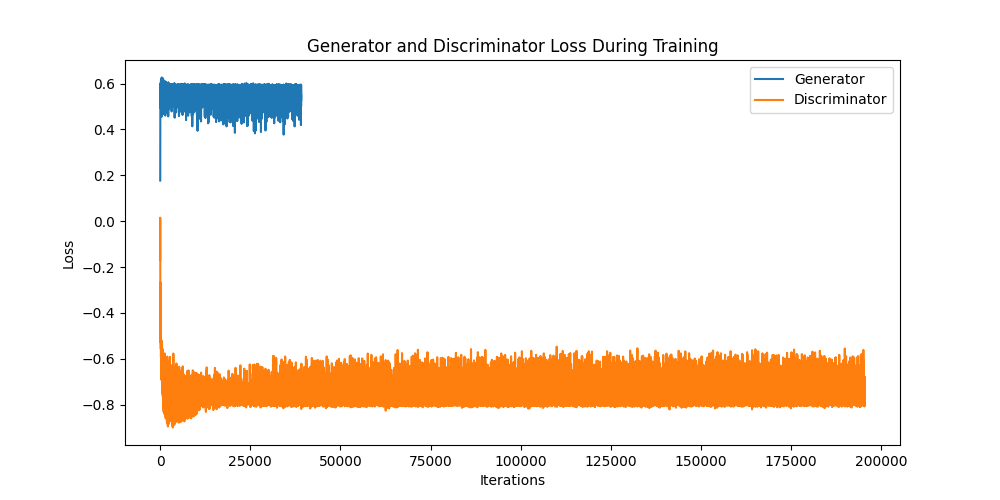 Generator and Discriminator Loss During Training
Generator
Discriminator
Loss
0.6
0.4
0.2
0.0
−0.2
−0.4
−0.6
−0.8
0 25000 50000 75000 100000 125000 150000 175000 200000
Iterations